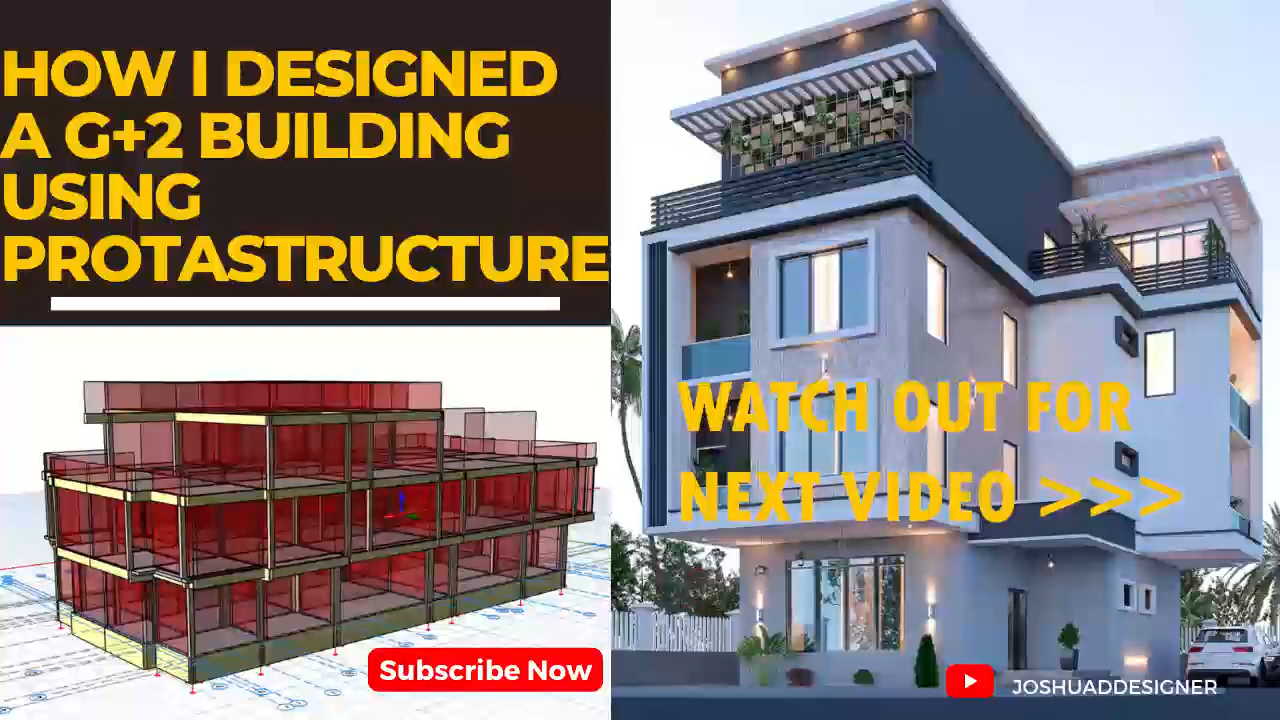 HOW I DESIGNED
A G+2 BUILDING
USING
PROTASTRUCTURE
Subscribe Now
WATCH OUT FOR
NEXT VIDEO >>>
JOSHUADDESIGNER